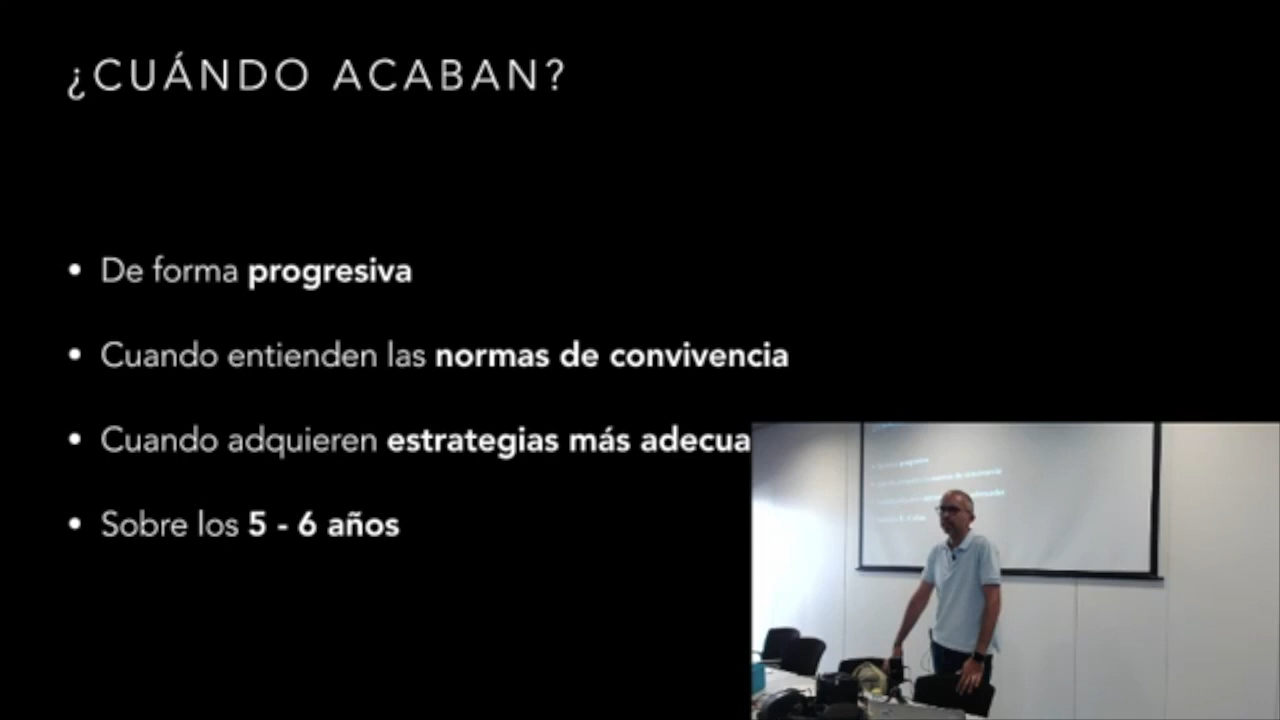 ¿CUÁNDO ACABAN?
• De forma progresiva
• Cuando entienden las normas de convivencia
• Cuando adquieren estrategias más adecua
• Sobre los 5 - 6 años